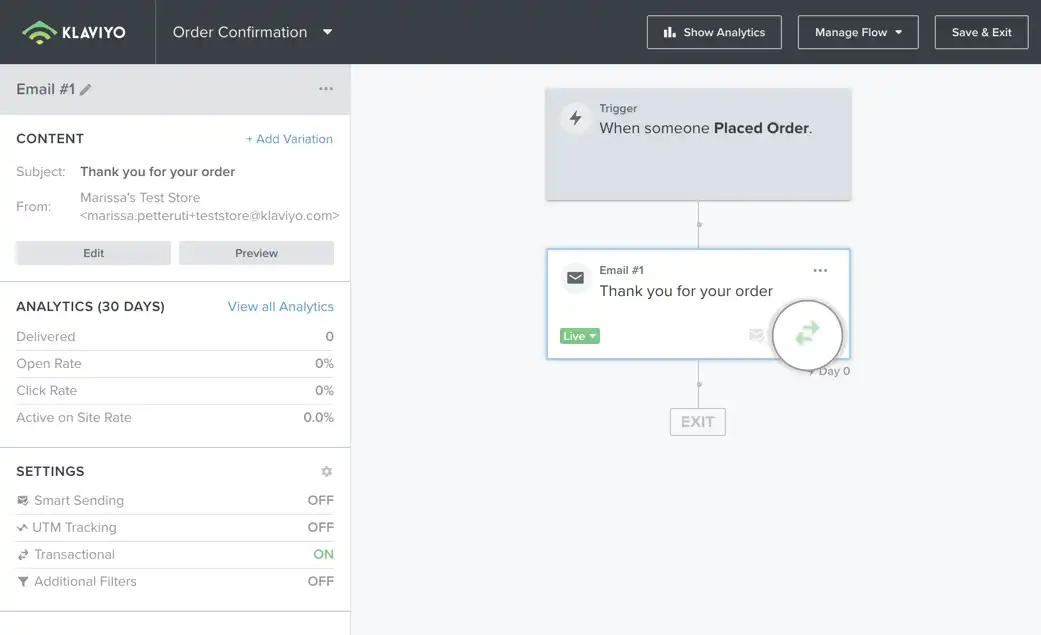 KLAVIYO
Order Confirmation
Show Analytics
Manage Flow
Save & Exit
Email #1
CONTENT
+ Add Variation
Subject: Thank you for your order
From: Marissa's Test Store
<marissa.petteruti+teststore@klaviyo.com>
Edit
Preview
ANALYTICS (30 DAYS)
View all Analytics
Delivered 0
Open Rate 0%
Click Rate 0%
Active on Site Rate 0.0%
SETTINGS
Smart Sending OFF
UTM Tracking OFF
Transactional ON
Additional Filters OFF
Trigger
When someone Placed Order.
Email #1
Thank you for your order
Live
Day 0
EXIT